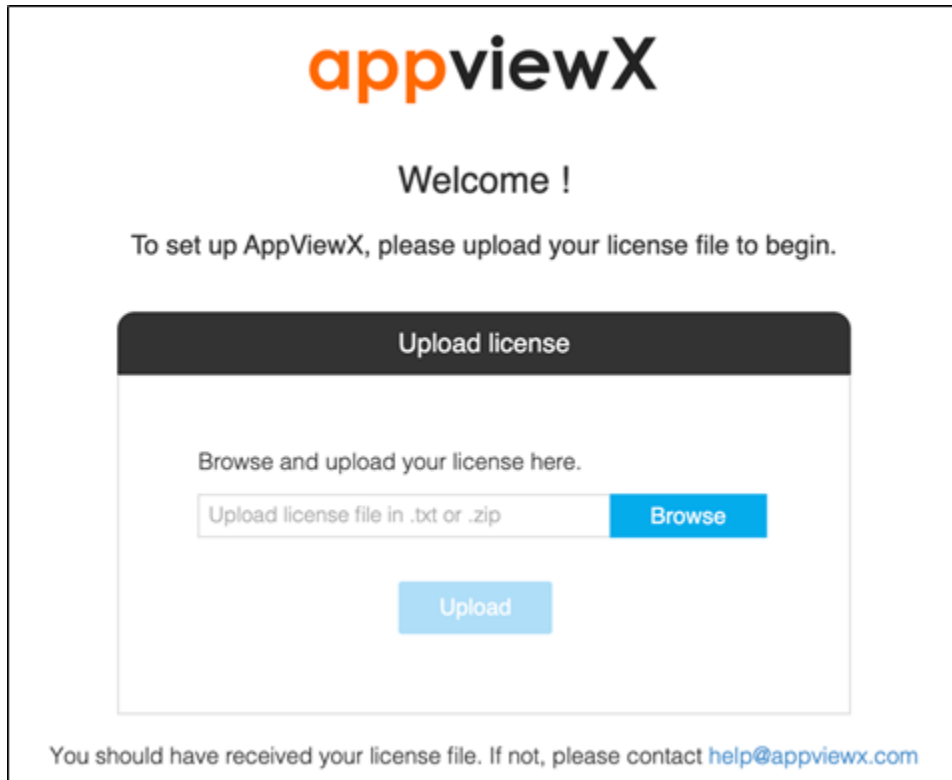 appviewX
Welcome !
To set up AppViewX, please upload your license file to begin.
Upload license
Browse and upload your license here.
Upload license file in .txt or .zip
Browse
Upload
You should have received your license file. If not, please contact help@appviewx.com